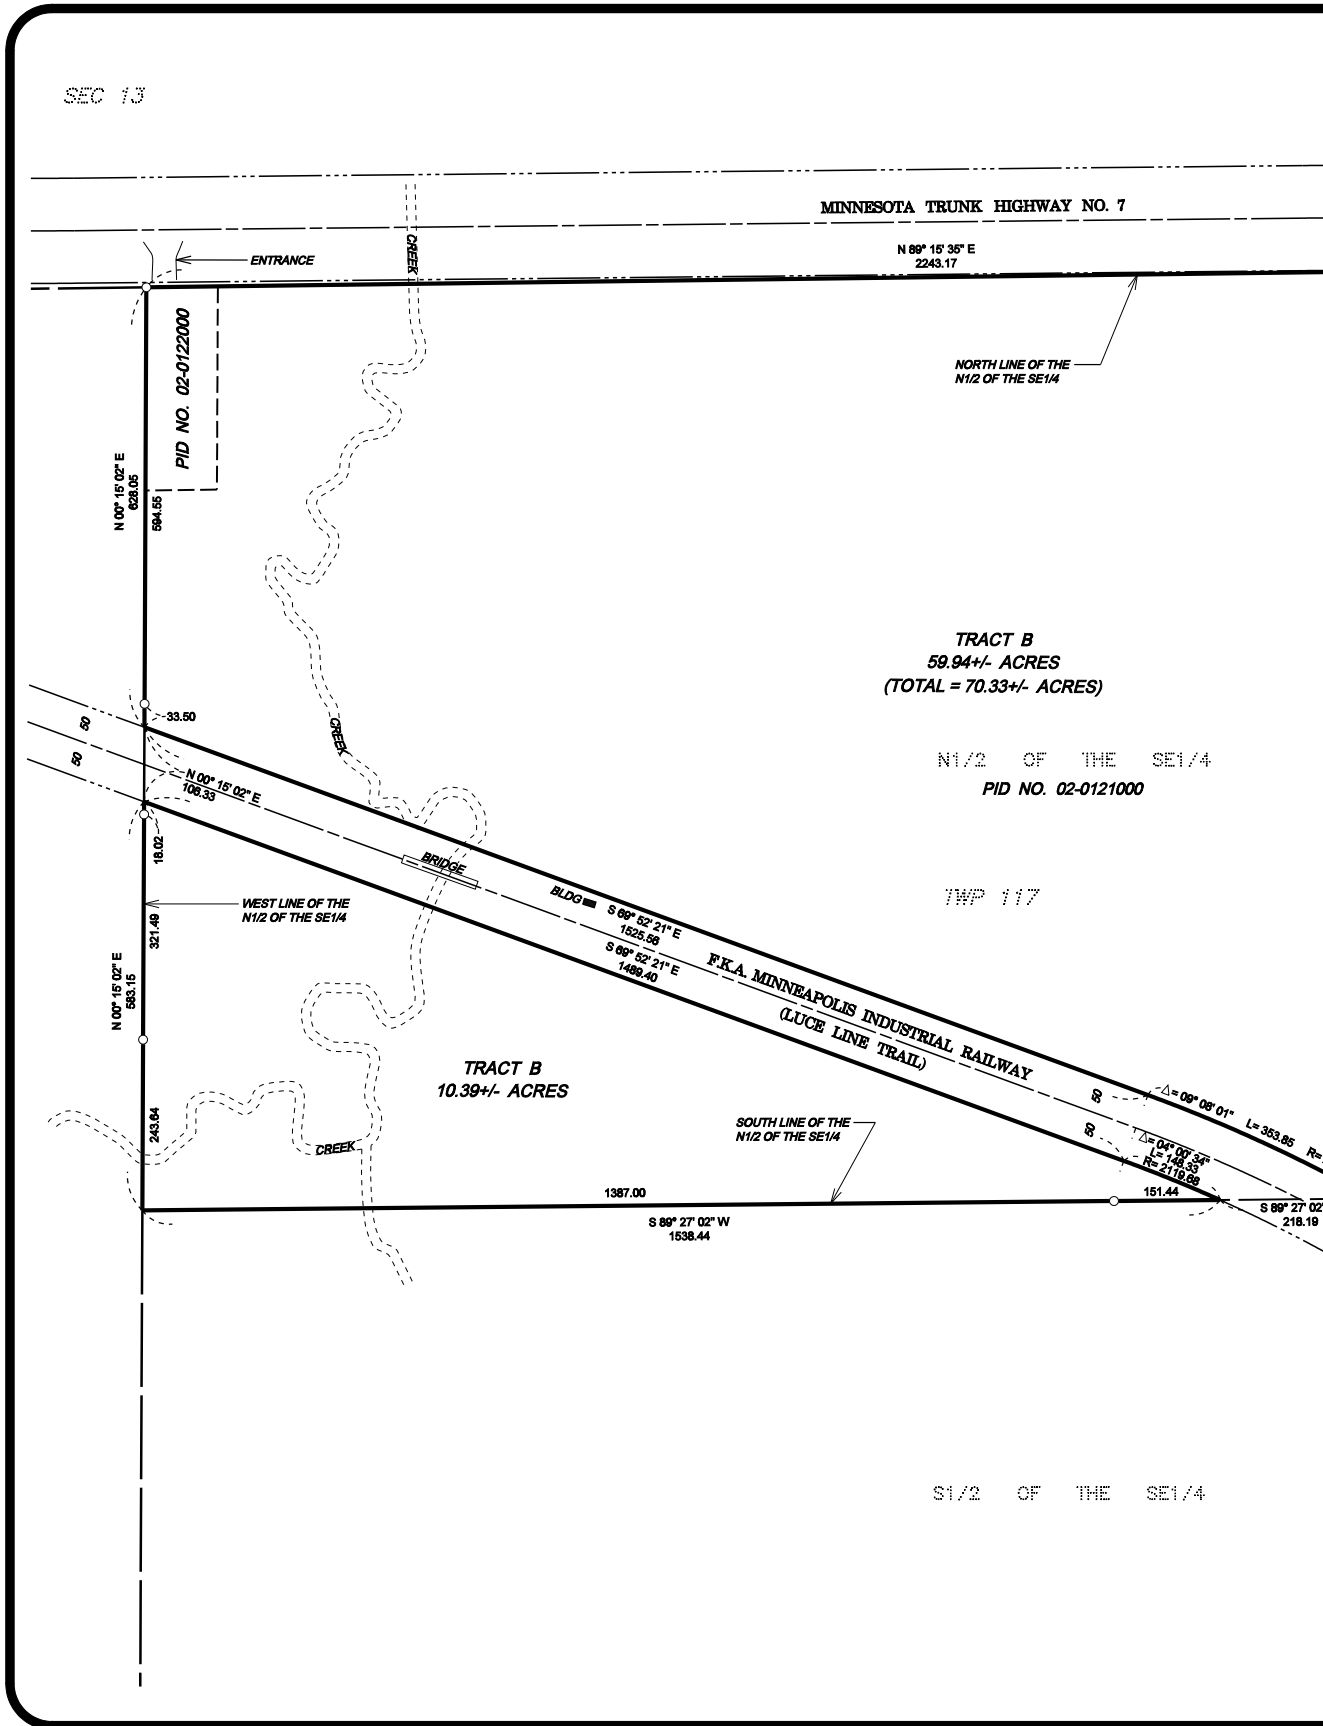 SEC 13
MINNESOTA TRUNK HIGHWAY NO. 7
N 89° 15' 35" E
2243.17
ENTRANCE
CREEK
PID NO. 02-0122000
NORTH LINE OF THE
N1/2 OF THE SE1/4
N 00° 15' 02" E
628.05
594.55
TRACT B
59.94+/- ACRES
(TOTAL = 70.33+/- ACRES)
33.50
50
50
CREEK
N1/2 OF THE SE1/4
PID NO. 02-0121000
N 00° 15' 02" E
106.33
18.02
BRIDGE
BLDG
S 69° 52' 21" E
1525.56
S 69° 52' 21" E
1489.40
TWP 117
WEST LINE OF THE
N1/2 OF THE SE1/4
321.49
N 00° 15' 02" E
583.15
F.K.A. MINNEAPOLIS INDUSTRIAL RAILWAY
(LUCE LINE TRAIL)
TRACT B
10.39+/- ACRES
50
50
△= 09° 08' 01"
L= 353.85
R=
△= 04° 00' 34"
L= 148.33
R= 2119.68
SOUTH LINE OF THE
N1/2 OF THE SE1/4
243.64
CREEK
1387.00
151.44
S 89° 27' 02" W
1538.44
S 89° 27' 02"
218.19
S1/2 OF THE SE1/4